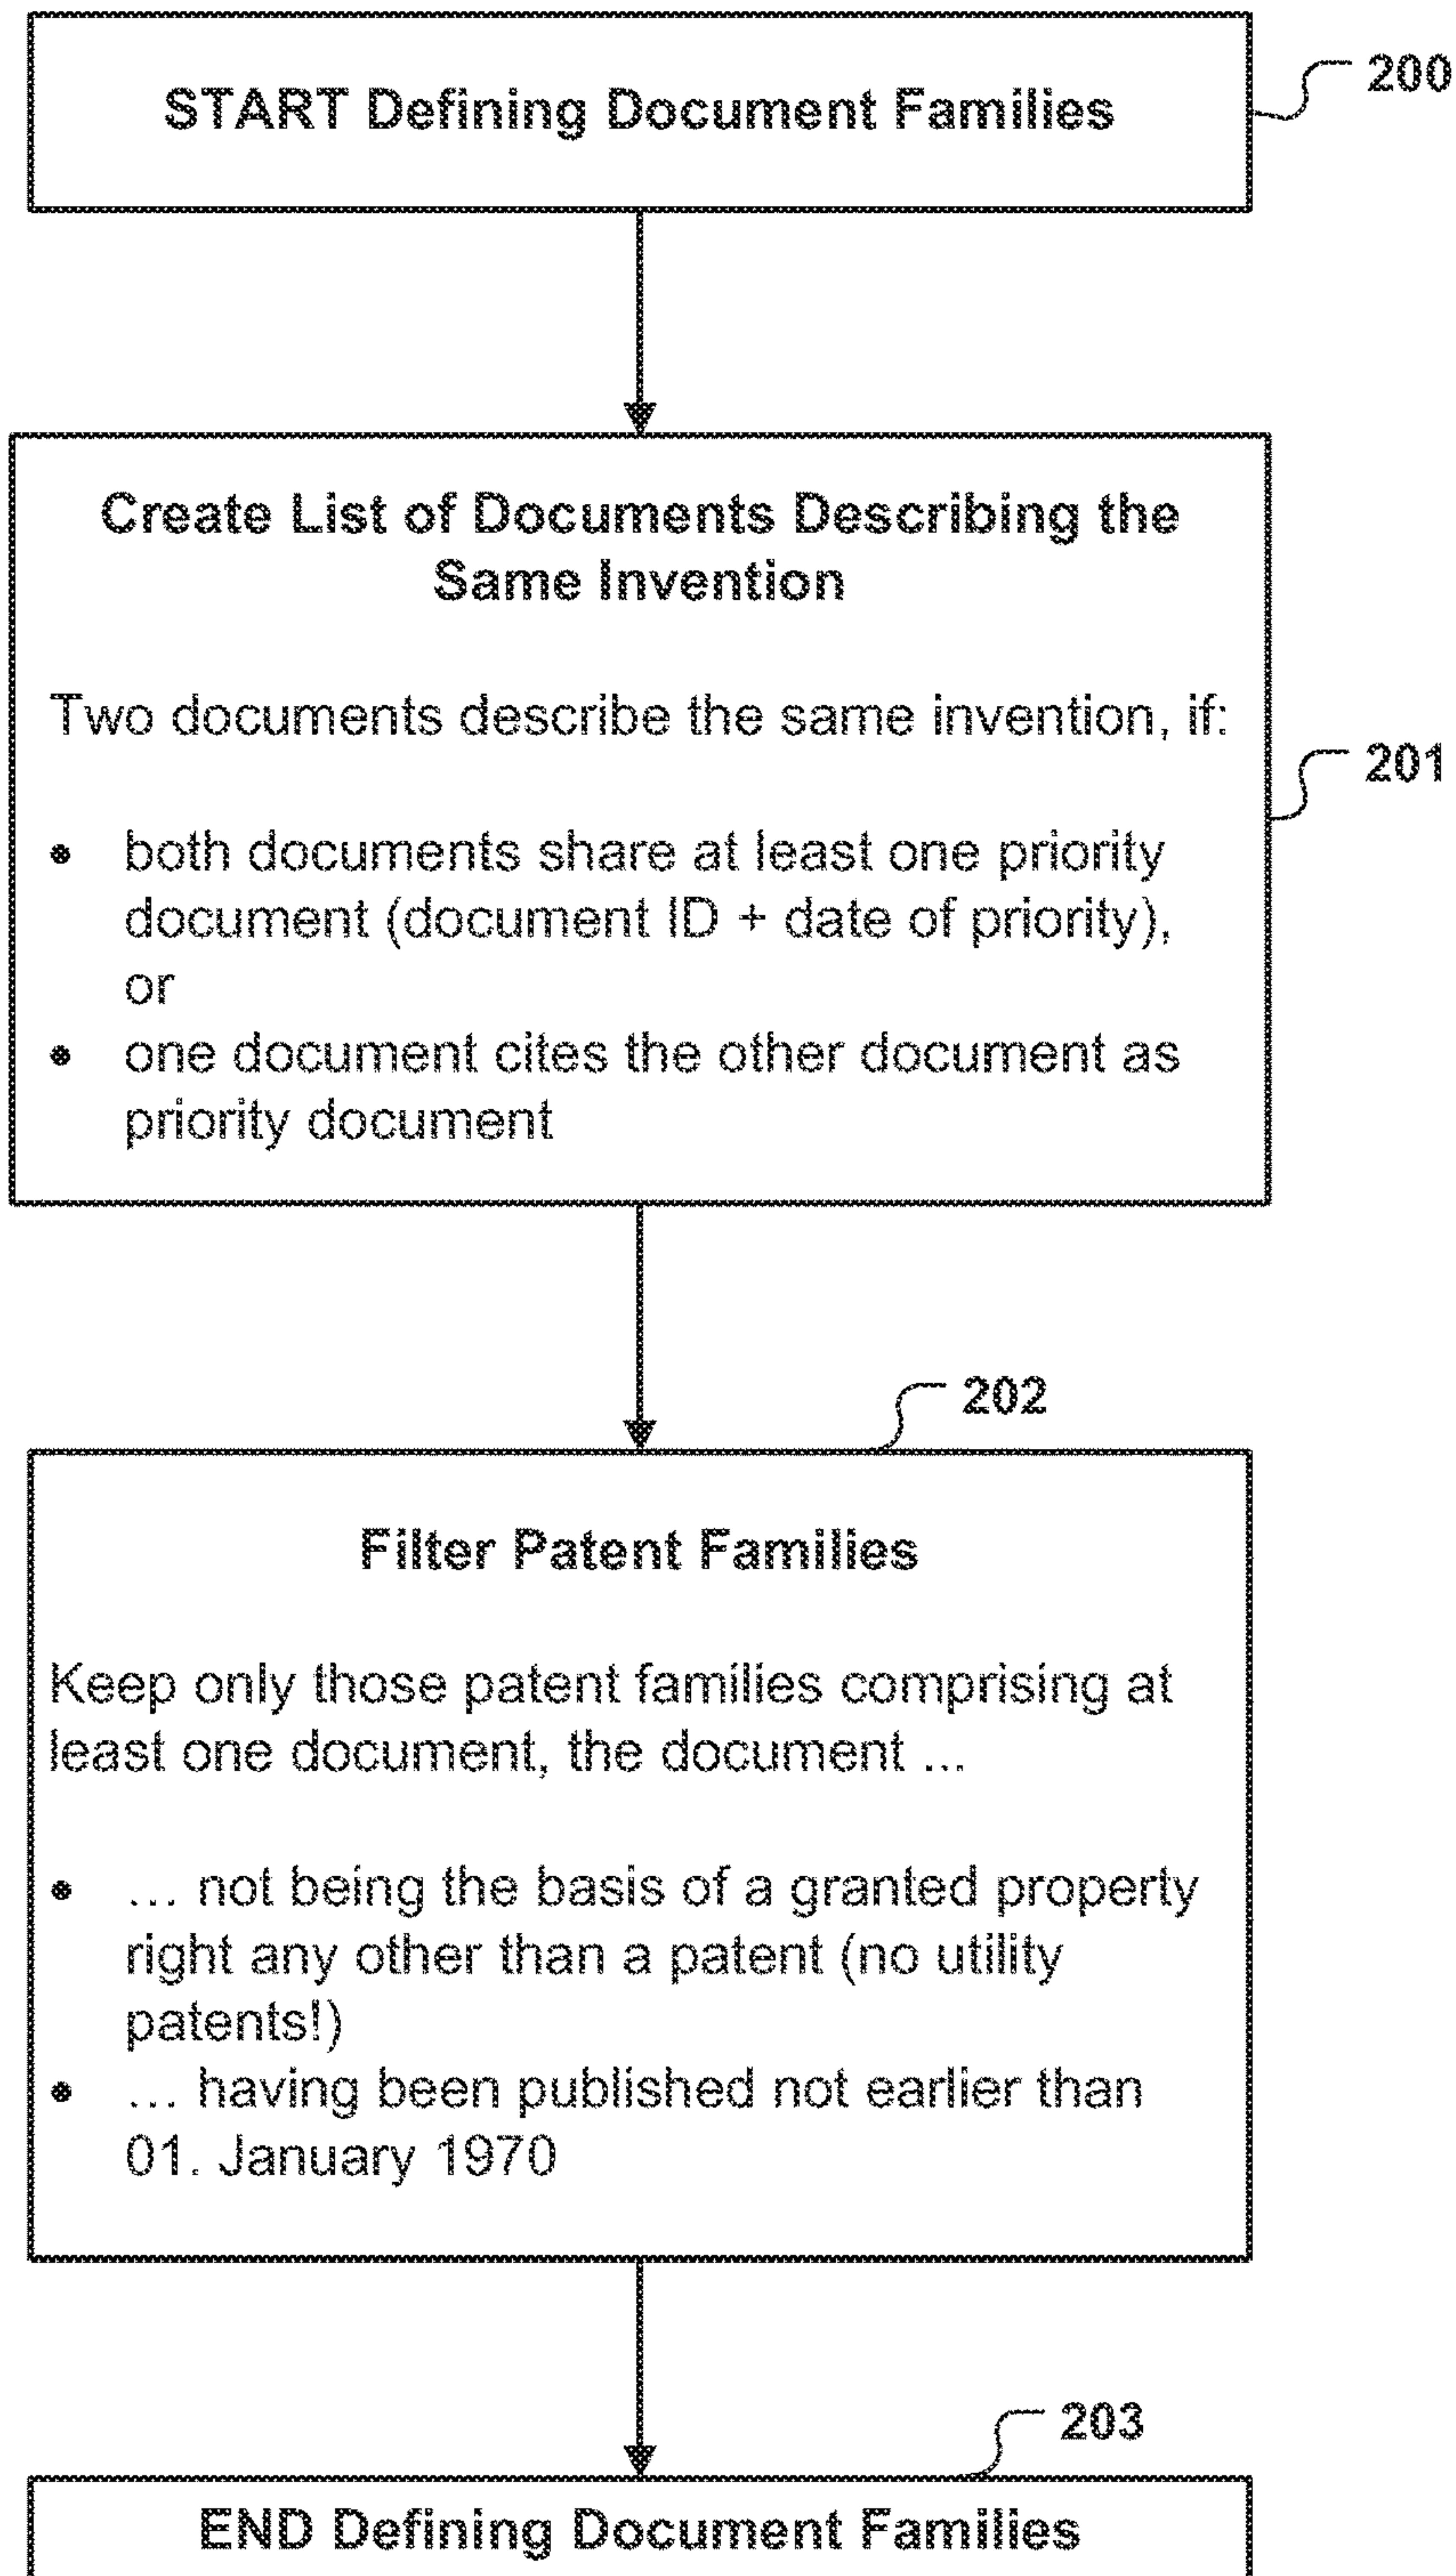 START Defining Document Families
200
Create List of Documents Describing the
Same Invention
Two documents describe the same invention, if:
201
• both documents share at least one priority
document (document ID + date of priority),
or
• one document cites the other document as
priority document
202
Filter Patent Families
Keep only those patent families comprising at
least one document, the document ...
• ... not being the basis of a granted property
right any other than a patent (no utility
patents!)
• ... having been published not earlier than
01. January 1970
203
END Defining Document Families